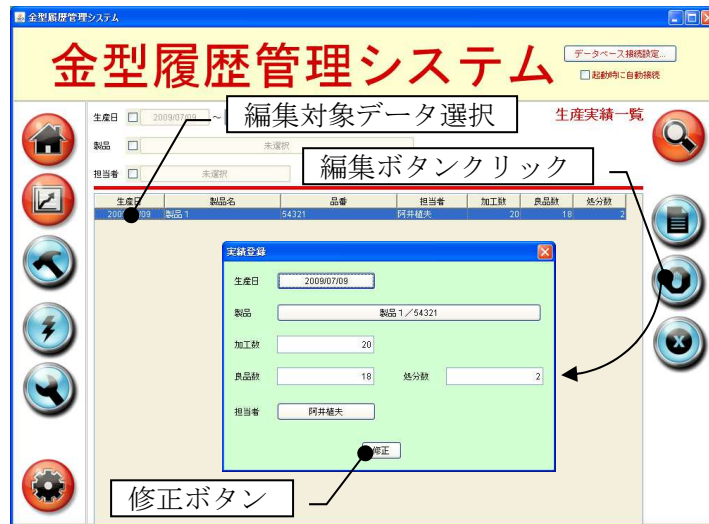 金型履歴管理システム
金型履歴管理システム
データベース接続設定...
起動時に自動接続
生産日 2009/07/09 ～
編集対象データ選択
生産実績一覧
製品 未選択
担当者 未選択
編集ボタンクリック
生産日 製品名 品番 担当者 加工数 良品数 処分数
製品1 54321 阿井植夫 20 18 2
実績登録
生産日 2009/07/09
製品 製品1／54321
加工数 20
良品数 18 処分数 2
担当者 阿井植夫
修正
修正ボタン